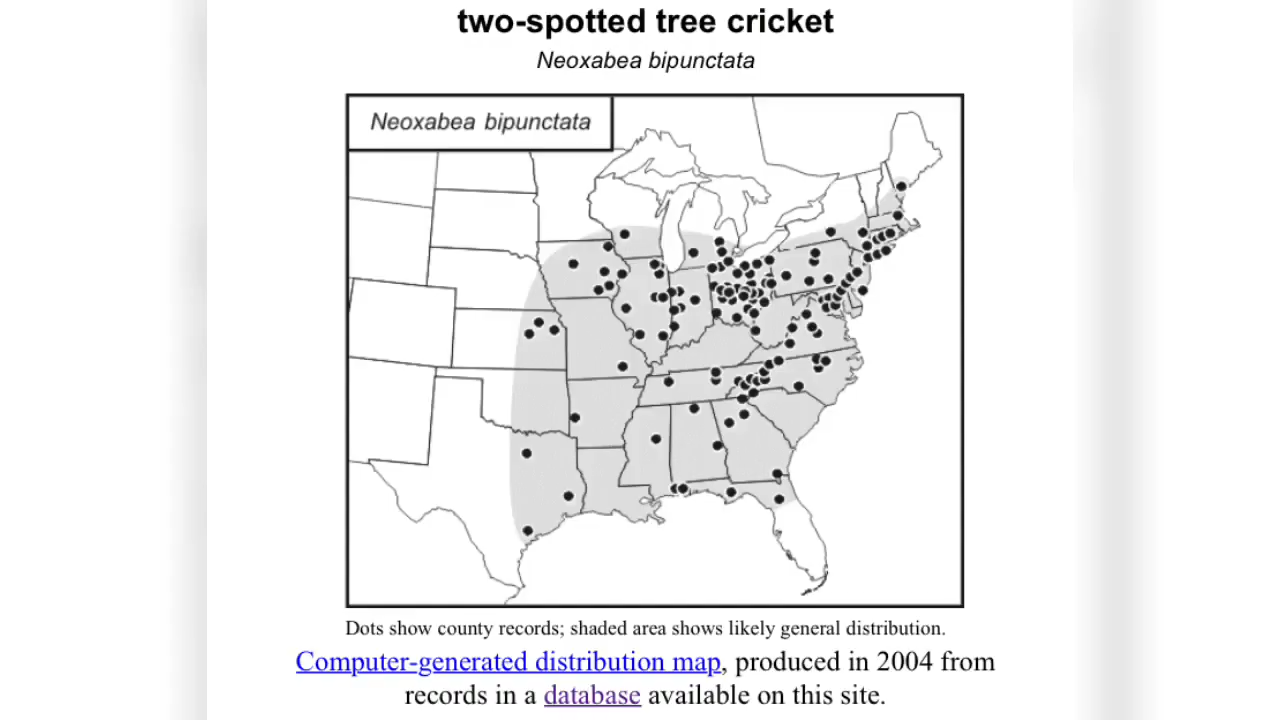 two-spotted tree cricket
Neoxabea bipunctata
Neoxabea bipunctata
Dots show county records; shaded area shows likely general distribution.
Computer-generated distribution map, produced in 2004 from
records in a database available on this site.